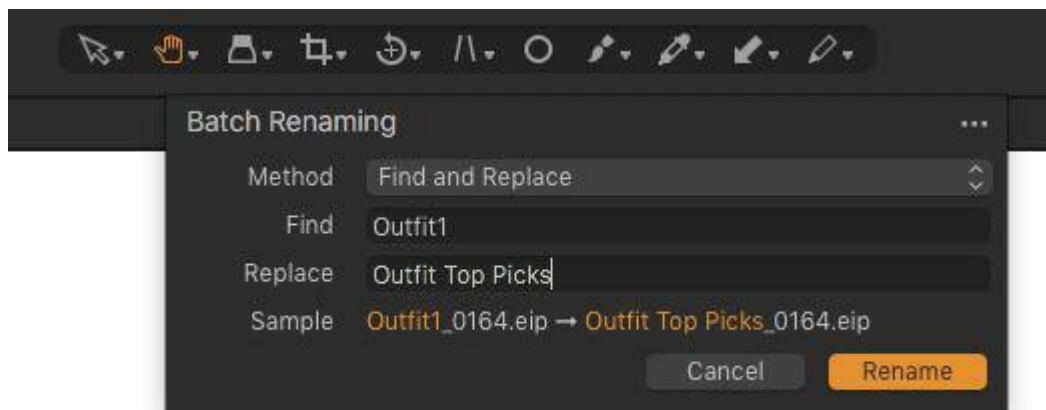 Batch Renaming
Method Find and Replace
Find Outfit1
Replace Outfit Top Picks
Sample Outfit1_0164.eip → Outfit Top Picks_0164.eip
Cancel Rename